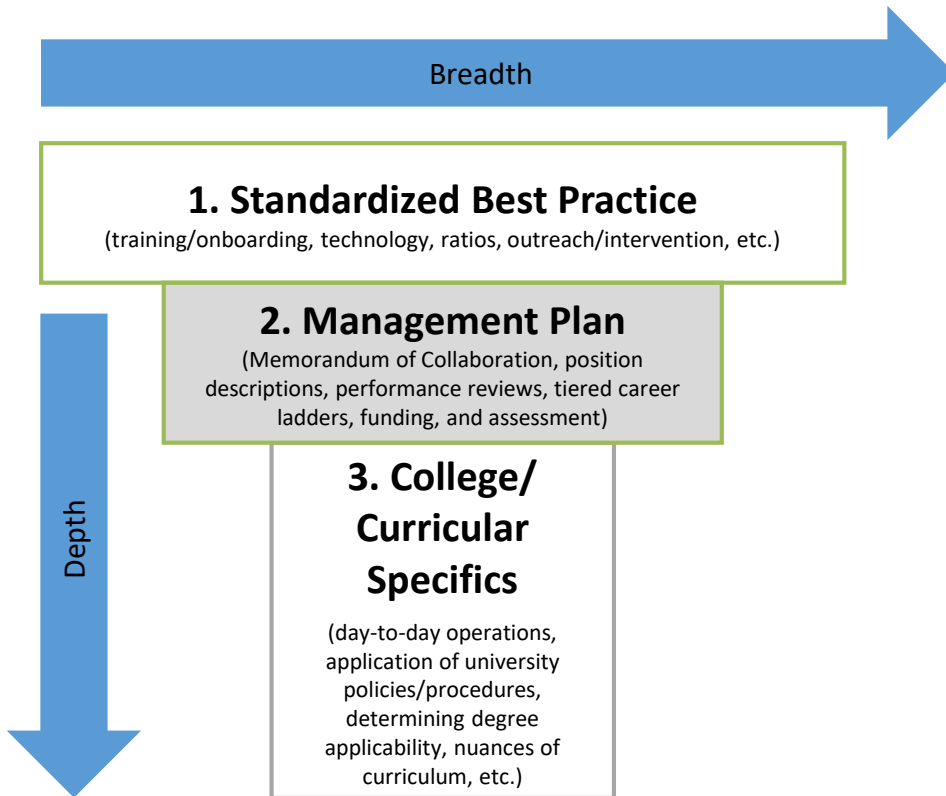 Breadth
1. Standardized Best Practice
(training/onboarding, technology, ratios, outreach/intervention, etc.)
2. Management Plan
(Memorandum of Collaboration, position
descriptions, performance reviews, tiered career
ladders, funding, and assessment)
Depth
3. College/
Curricular
Specifics
(day-to-day operations,
application of university
policies/procedures,
determining degree
applicability, nuances of
curriculum, etc.)